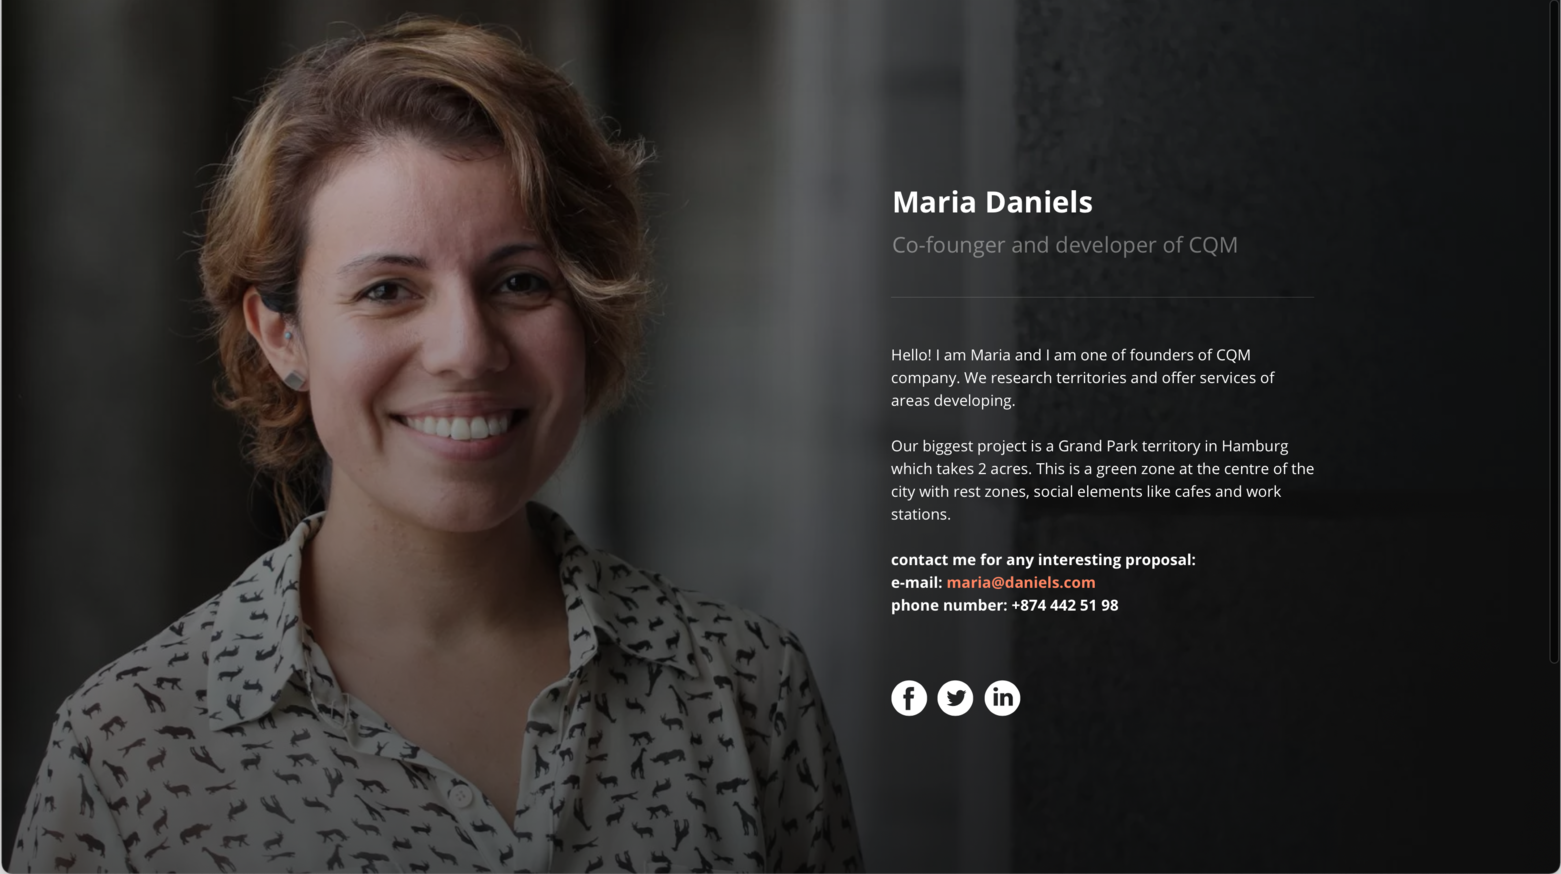 Maria Daniels
Co-founder and developer of CQM
Hello! I am Maria and I am one of founders of CQM
company. We research territories and offer services of
areas developing.
Our biggest project is a Grand Park territory in Hamburg
which takes 2 acres. This is a green zone at the centre of the
city with rest zones, social elements like cafes and work
stations.
contact me for any interesting proposal:
e-mail: maria@daniels.com
phone number: +874 442 51 98